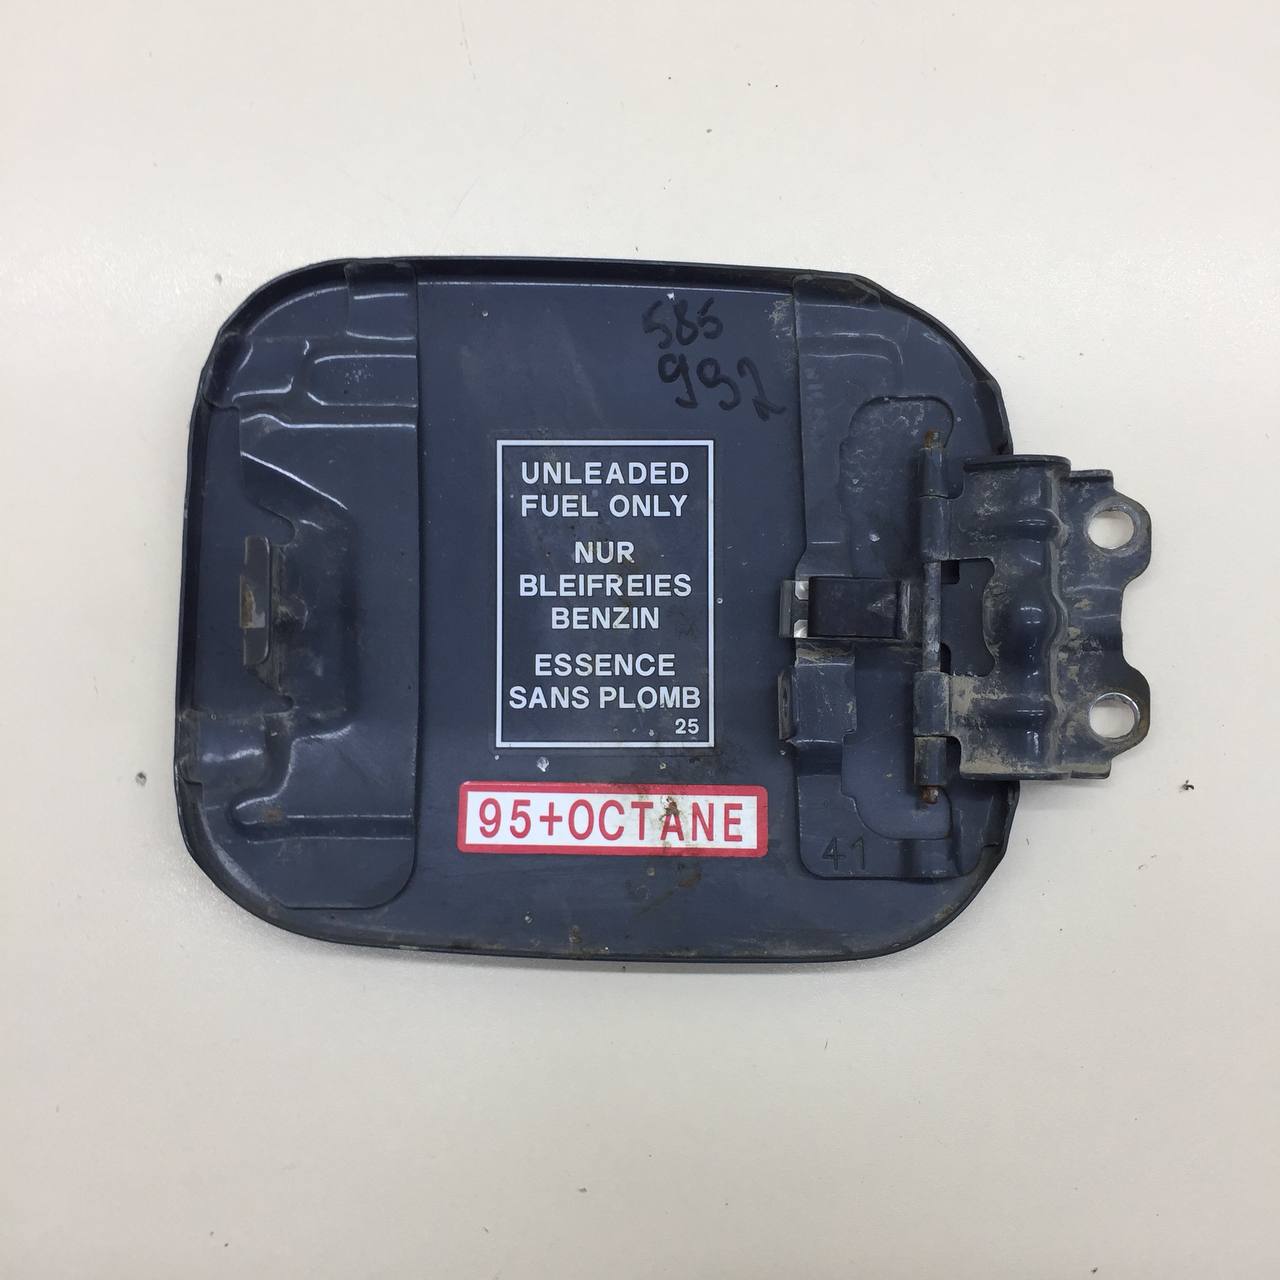 585
992
UNLEADED
FUEL ONLY
NUR
BLEIFREIES
BENZIN
ESSENCE
SANS PLOMB
25
95+OCTANE
41